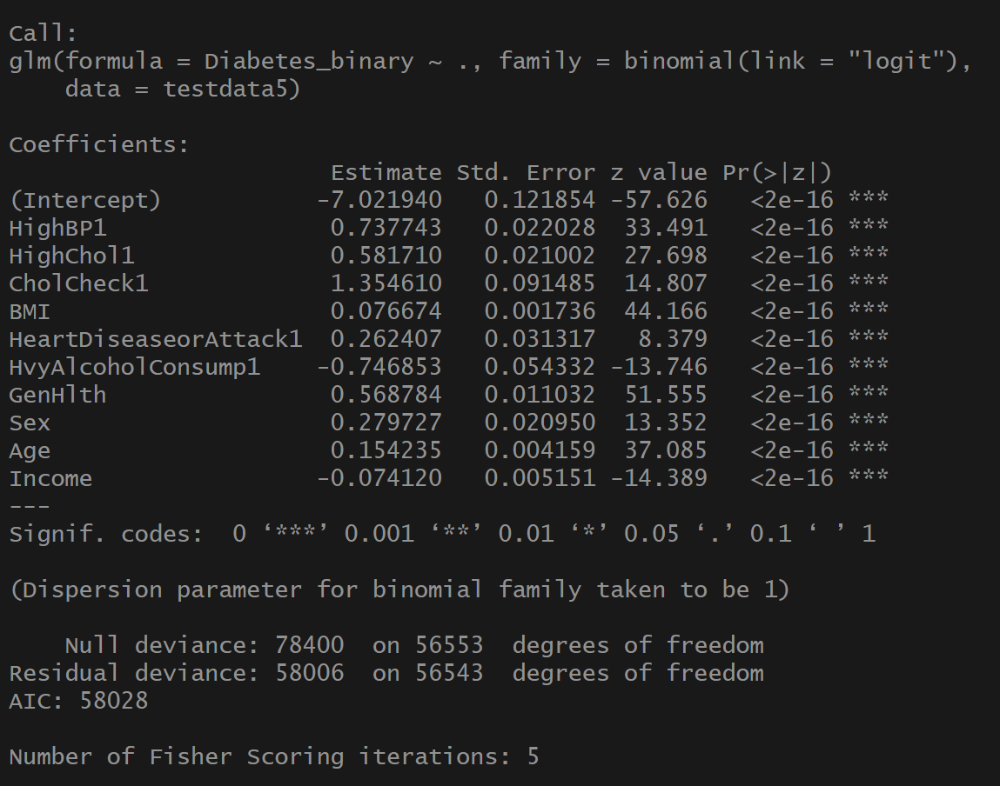 Call:
glm(formula = Diabetes_binary ~ ., family = binomial(link = "logit"),
    data = testdata5)

Coefficients:
                       Estimate Std. Error z value Pr(>|z|)
(Intercept)           -7.021940   0.121854 -57.626   <2e-16 ***
HighBP1                0.737743   0.022028  33.491   <2e-16 ***
HighChol1              0.581710   0.021002  27.698   <2e-16 ***
CholCheck1             1.354610   0.091485  14.807   <2e-16 ***
BMI                    0.076674   0.001736  44.166   <2e-16 ***
HeartDiseaseorAttack1  0.262407   0.031317   8.379   <2e-16 ***
HvyAlcoholConsump1    -0.746853   0.054332 -13.746   <2e-16 ***
GenHlth                0.568784   0.011032  51.555   <2e-16 ***
Sex                    0.279727   0.020950  13.352   <2e-16 ***
Age                    0.154235   0.004159  37.085   <2e-16 ***
Income                -0.074120   0.005151 -14.389   <2e-16 ***
---
Signif. codes:  0 ‘***’ 0.001 ‘**’ 0.01 ‘*’ 0.05 ‘.’ 0.1 ‘ ’ 1

(Dispersion parameter for binomial family taken to be 1)

    Null deviance: 78400  on 56553  degrees of freedom
Residual deviance: 58006  on 56543  degrees of freedom
AIC: 58028

Number of Fisher Scoring iterations: 5